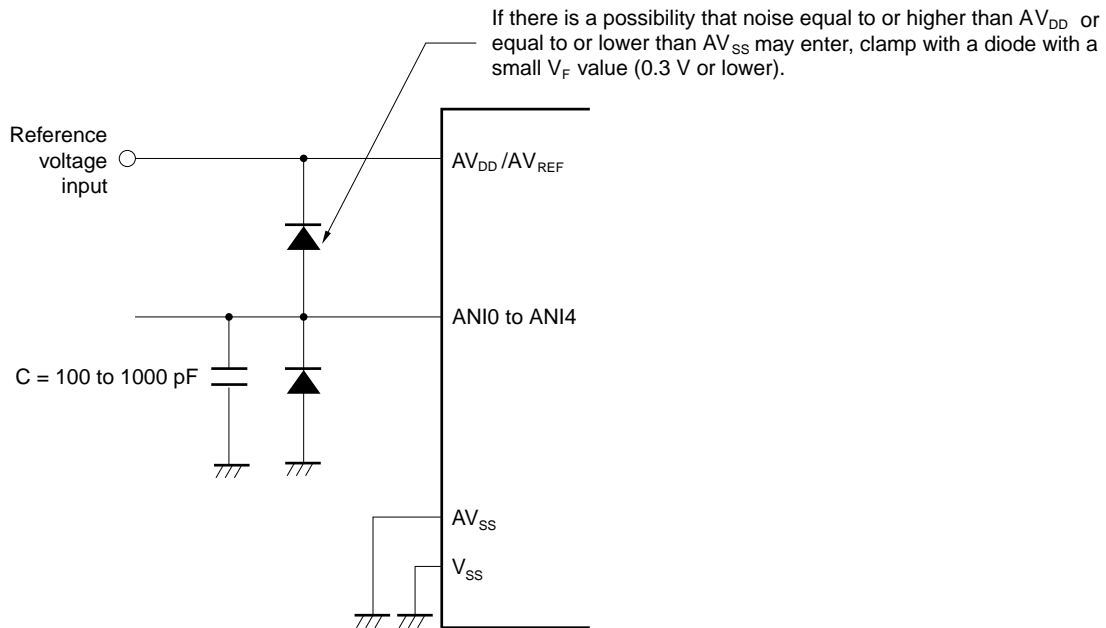 If there is a possibility that noise equal to or higher than AVDD or
equal to or lower than AVSS may enter, clamp with a diode with a
small VF value (0.3 V or lower).
Reference
voltage
input
AVDD/AVREF
ANI0 to ANI4
C = 100 to 1000 pF
AVSS
VSS